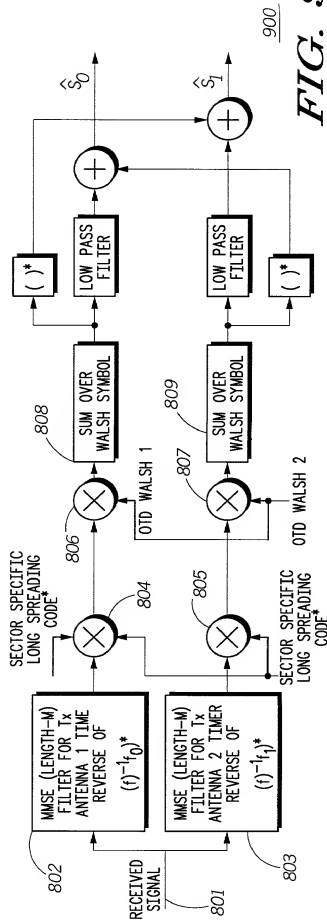 RECEIVED
SIGNAL
801
802
MMSE (LENGTH-M)
FILTER FOR Tx
ANTENNA 1 TIME
REVERSE OF
(f)⁻¹f₀)*
MMSE (LENGTH-M)
FILTER FOR Tx
ANTENNA 2 TIMER
REVERSE OF
(f)⁻¹f₁)*
803
SECTOR SPECIFIC
LONG SPREADING
CODE*
804
805
SECTOR SPECIFIC
LONG SPREADING
CODE*
806
OTD WALSH 1
807
OTD WALSH 2
808
SUM OVER
WALSH SYMBOL
809
SUM OVER
WALSH SYMBOL
( )*
LOW PASS
FILTER
LOW PASS
FILTER
( )*
Ŝ₀
Ŝ₁
900
FIG.